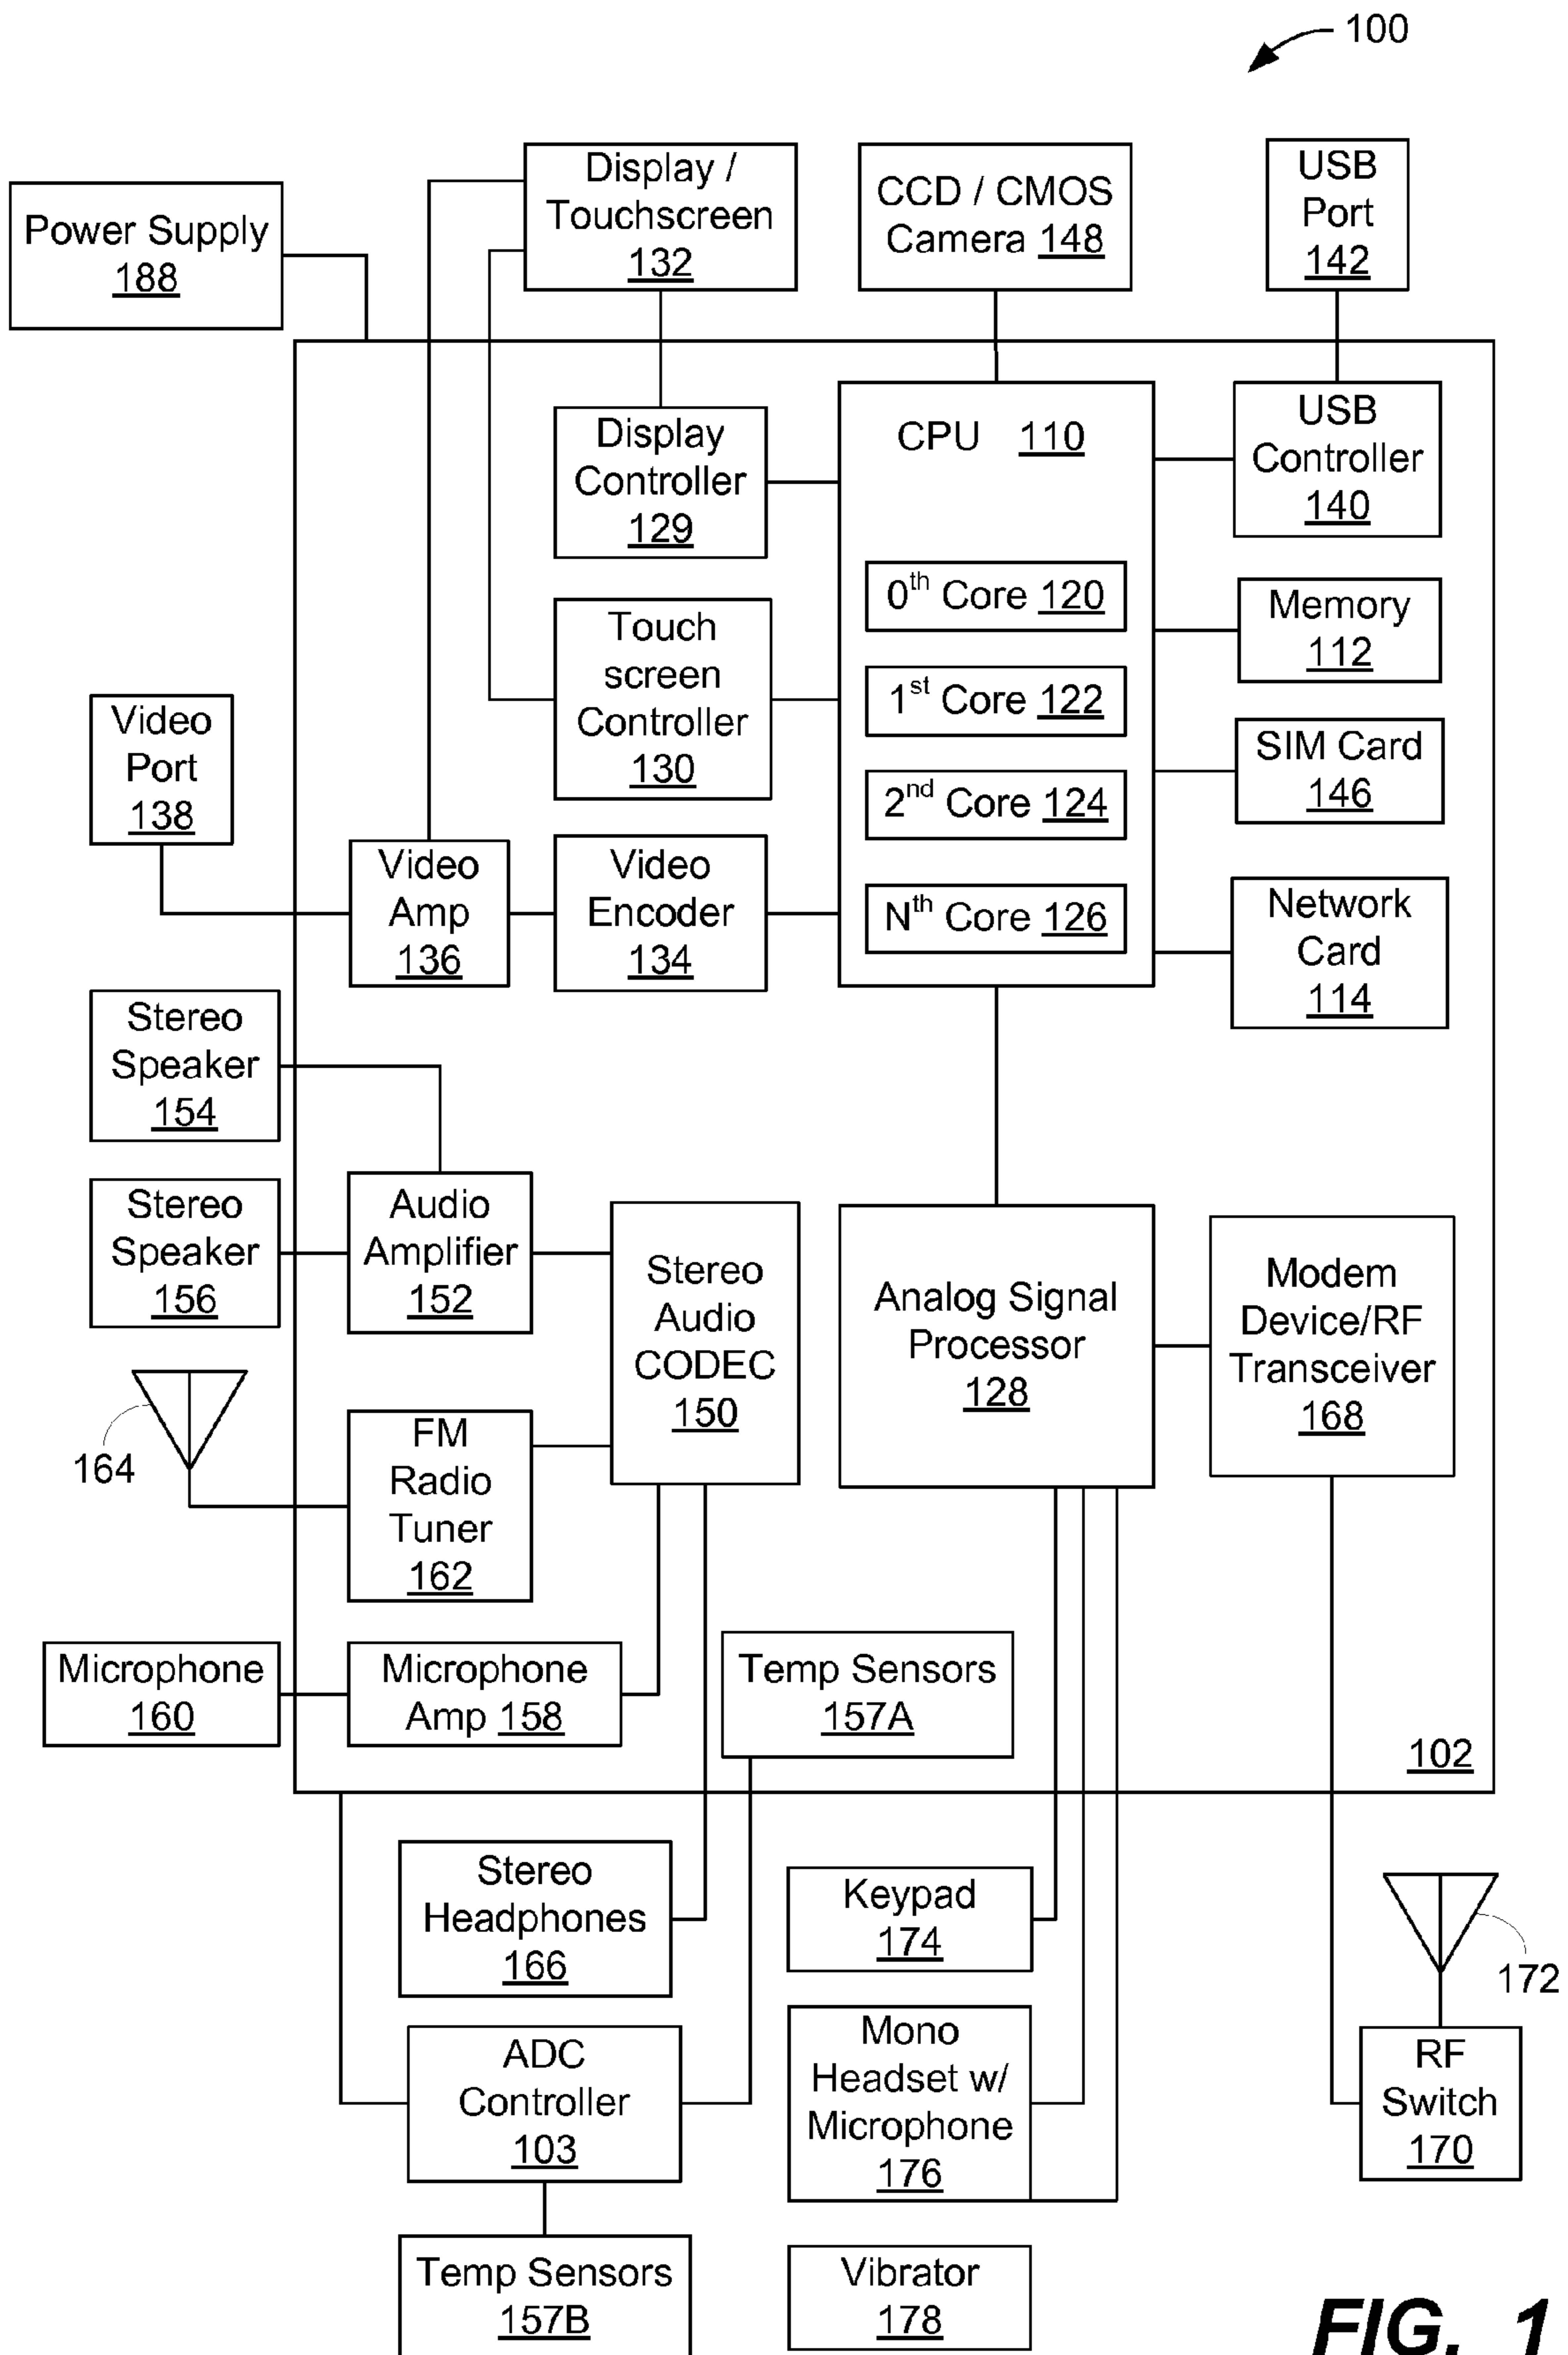 100
Power Supply
188
Display /
Touchscreen
132
CCD / CMOS
Camera 148
USB
Port
142
Display
Controller
129
CPU 110
USB
Controller
140
0th Core 120
Memory
112
Touch
screen
Controller
130
1st Core 122
Video
Port
138
SIM Card
146
2nd Core 124
Video
Amp
136
Video
Encoder
134
Nth Core 126
Network
Card
114
Stereo
Speaker
154
Stereo
Speaker
156
Audio
Amplifier
152
Stereo
Audio
CODEC
150
Analog Signal
Processor
128
Modem
Device/RF
Transceiver
168
164
FM
Radio
Tuner
162
Microphone
160
Microphone
Amp 158
Temp Sensors
157A
102
Stereo
Headphones
166
Keypad
174
172
ADC
Controller
103
Mono
Headset w/
Microphone
176
RF
Switch
170
Temp Sensors
157B
Vibrator
178
FIG. 1